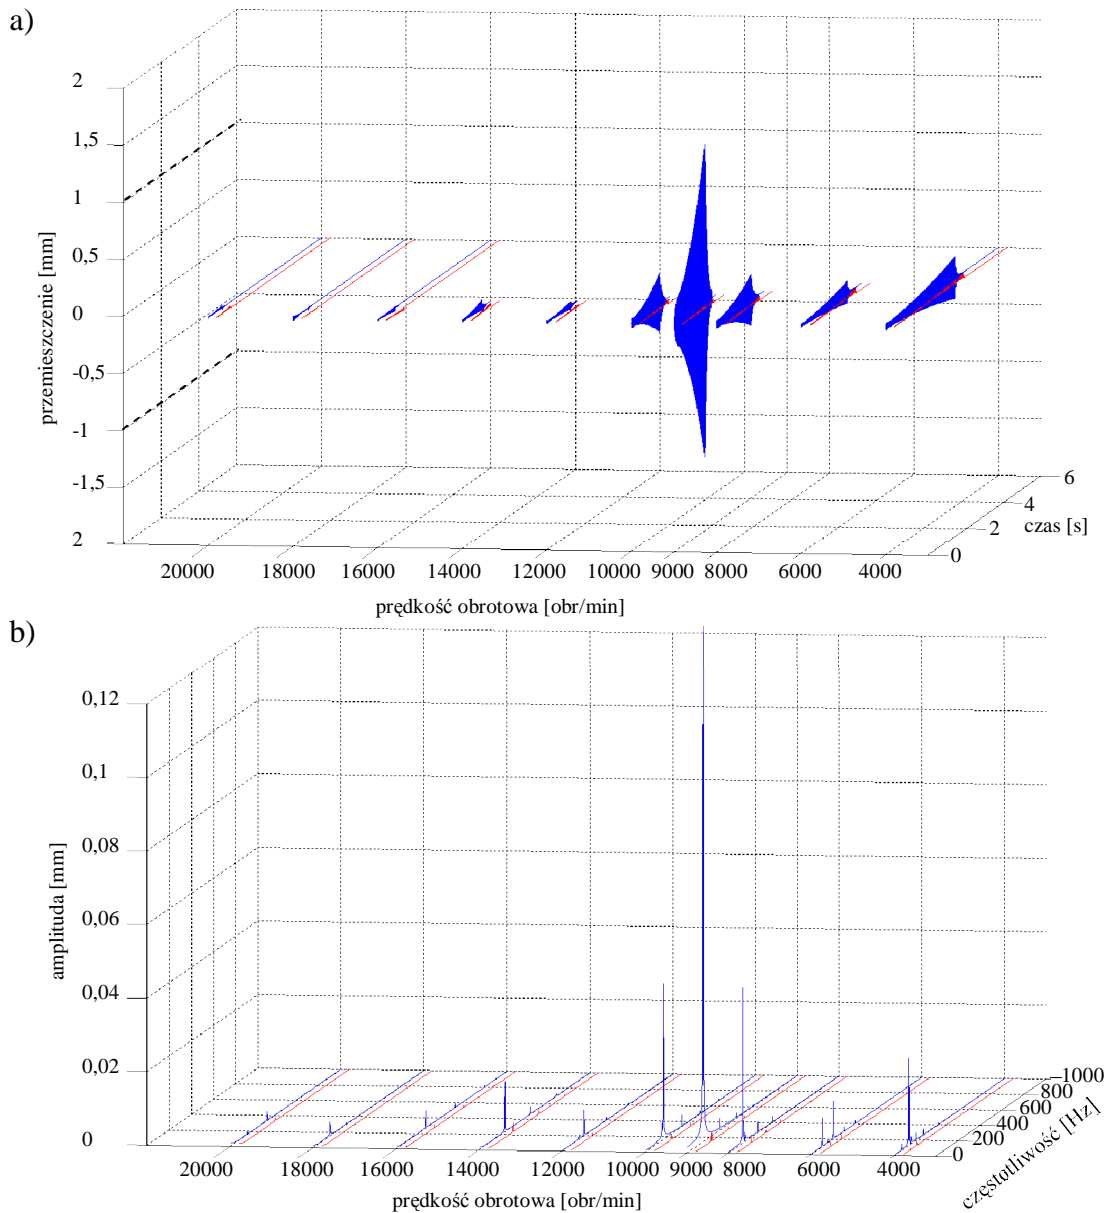 a)
2
1,5
1
0,5
0
-0,5
-1
-1,5
2
przemieszczenie [mm]
20000 18000 16000 14000 12000 10000 9000 8000 6000 4000
prędkość obrotowa [obr/min]
0 2 4 6
czas [s]
b)
0,12
0,1
0,08
0,06
0,04
0,02
0
amplituda [mm]
20000 18000 16000 14000 12000 10000 9000 8000 6000 4000
prędkość obrotowa [obr/min]
0 200 400 600 800 1000
częstotliwość [Hz]